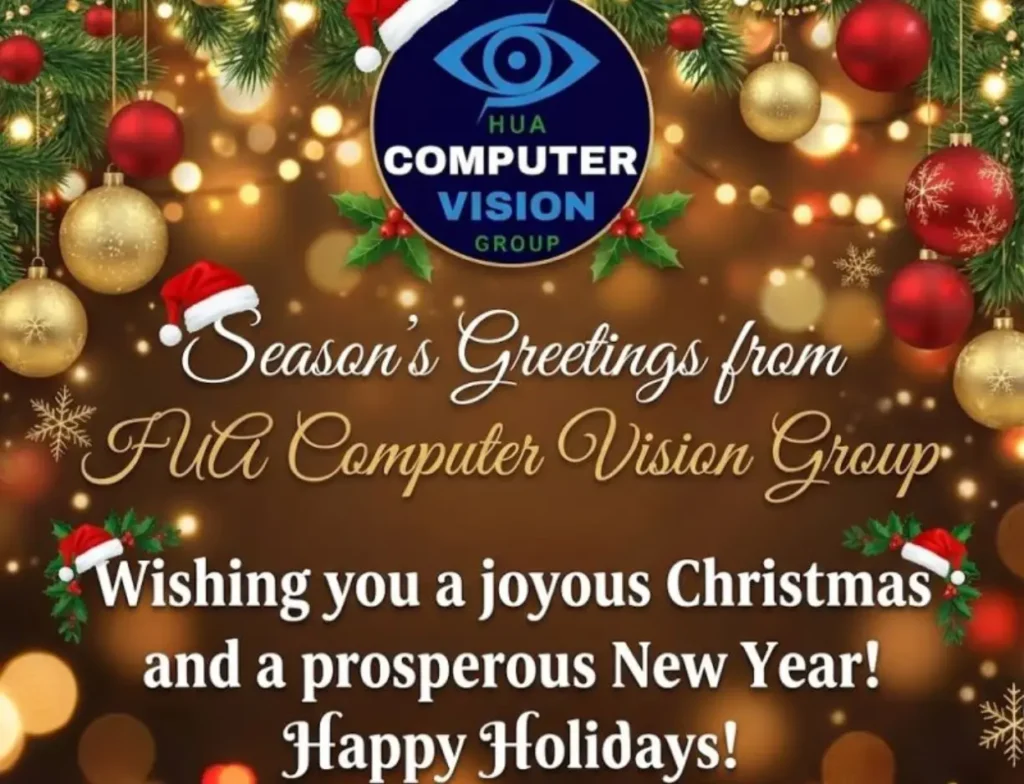 HUA
COMPUTER
VISION
GROUP
Season's Greetings from
HUA Computer Vision Group
Wishing you a joyous Christmas
and a prosperous New Year!
Happy Holidays!